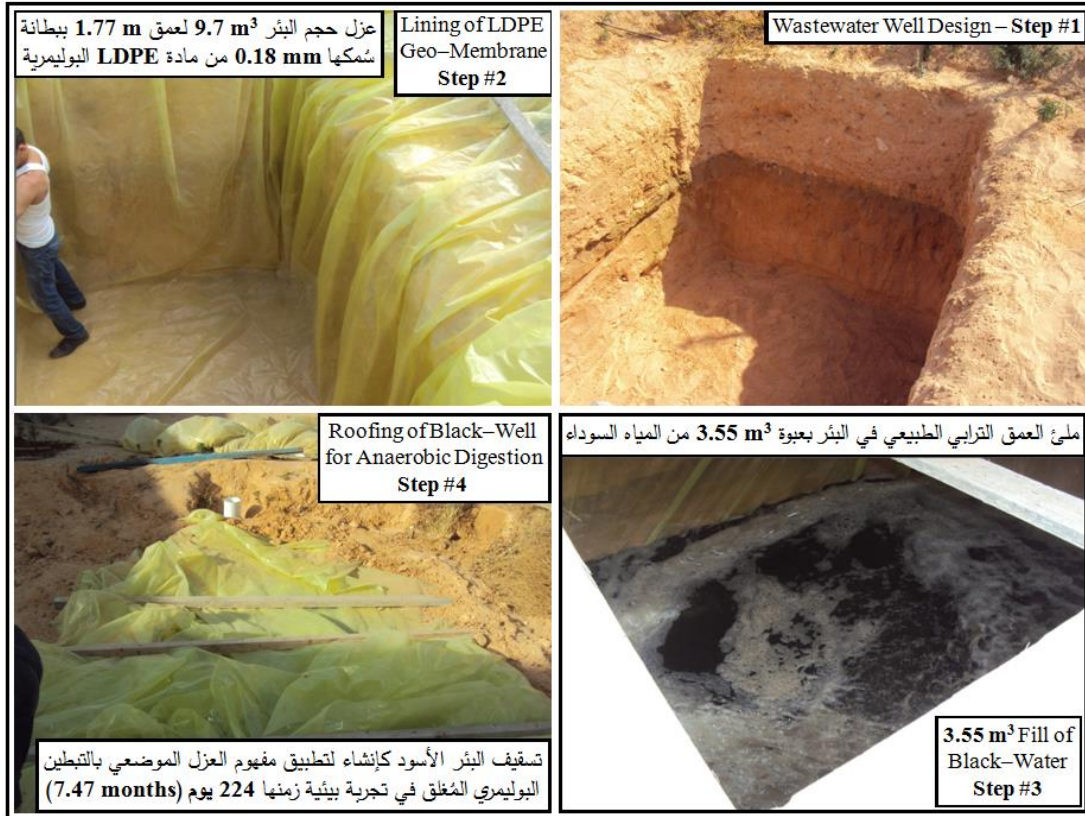 Wastewater Well Design – Step #1
عزل حجم البئر 9.7 m³ لعمق 1.77 m ببطانة
سُمكها 0.18 mm من مادة LDPE البوليمرية
Lining of LDPE
Geo–Membrane
Step #2
ملئ العمق الترابي الطبيعي في البئر بعبوة 3.55 m³ من المياه السوداء
3.55 m³ Fill of
Black–Water
Step #3
Roofing of Black–Well
for Anaerobic Digestion
Step #4
تسقيف البئر الأسود كإنشاء لتطبيق مفهوم العزل الموضعي بالتبطين
البوليمري المُغلق في تجربة بيئية زمنها 224 يوم (7.47 months)